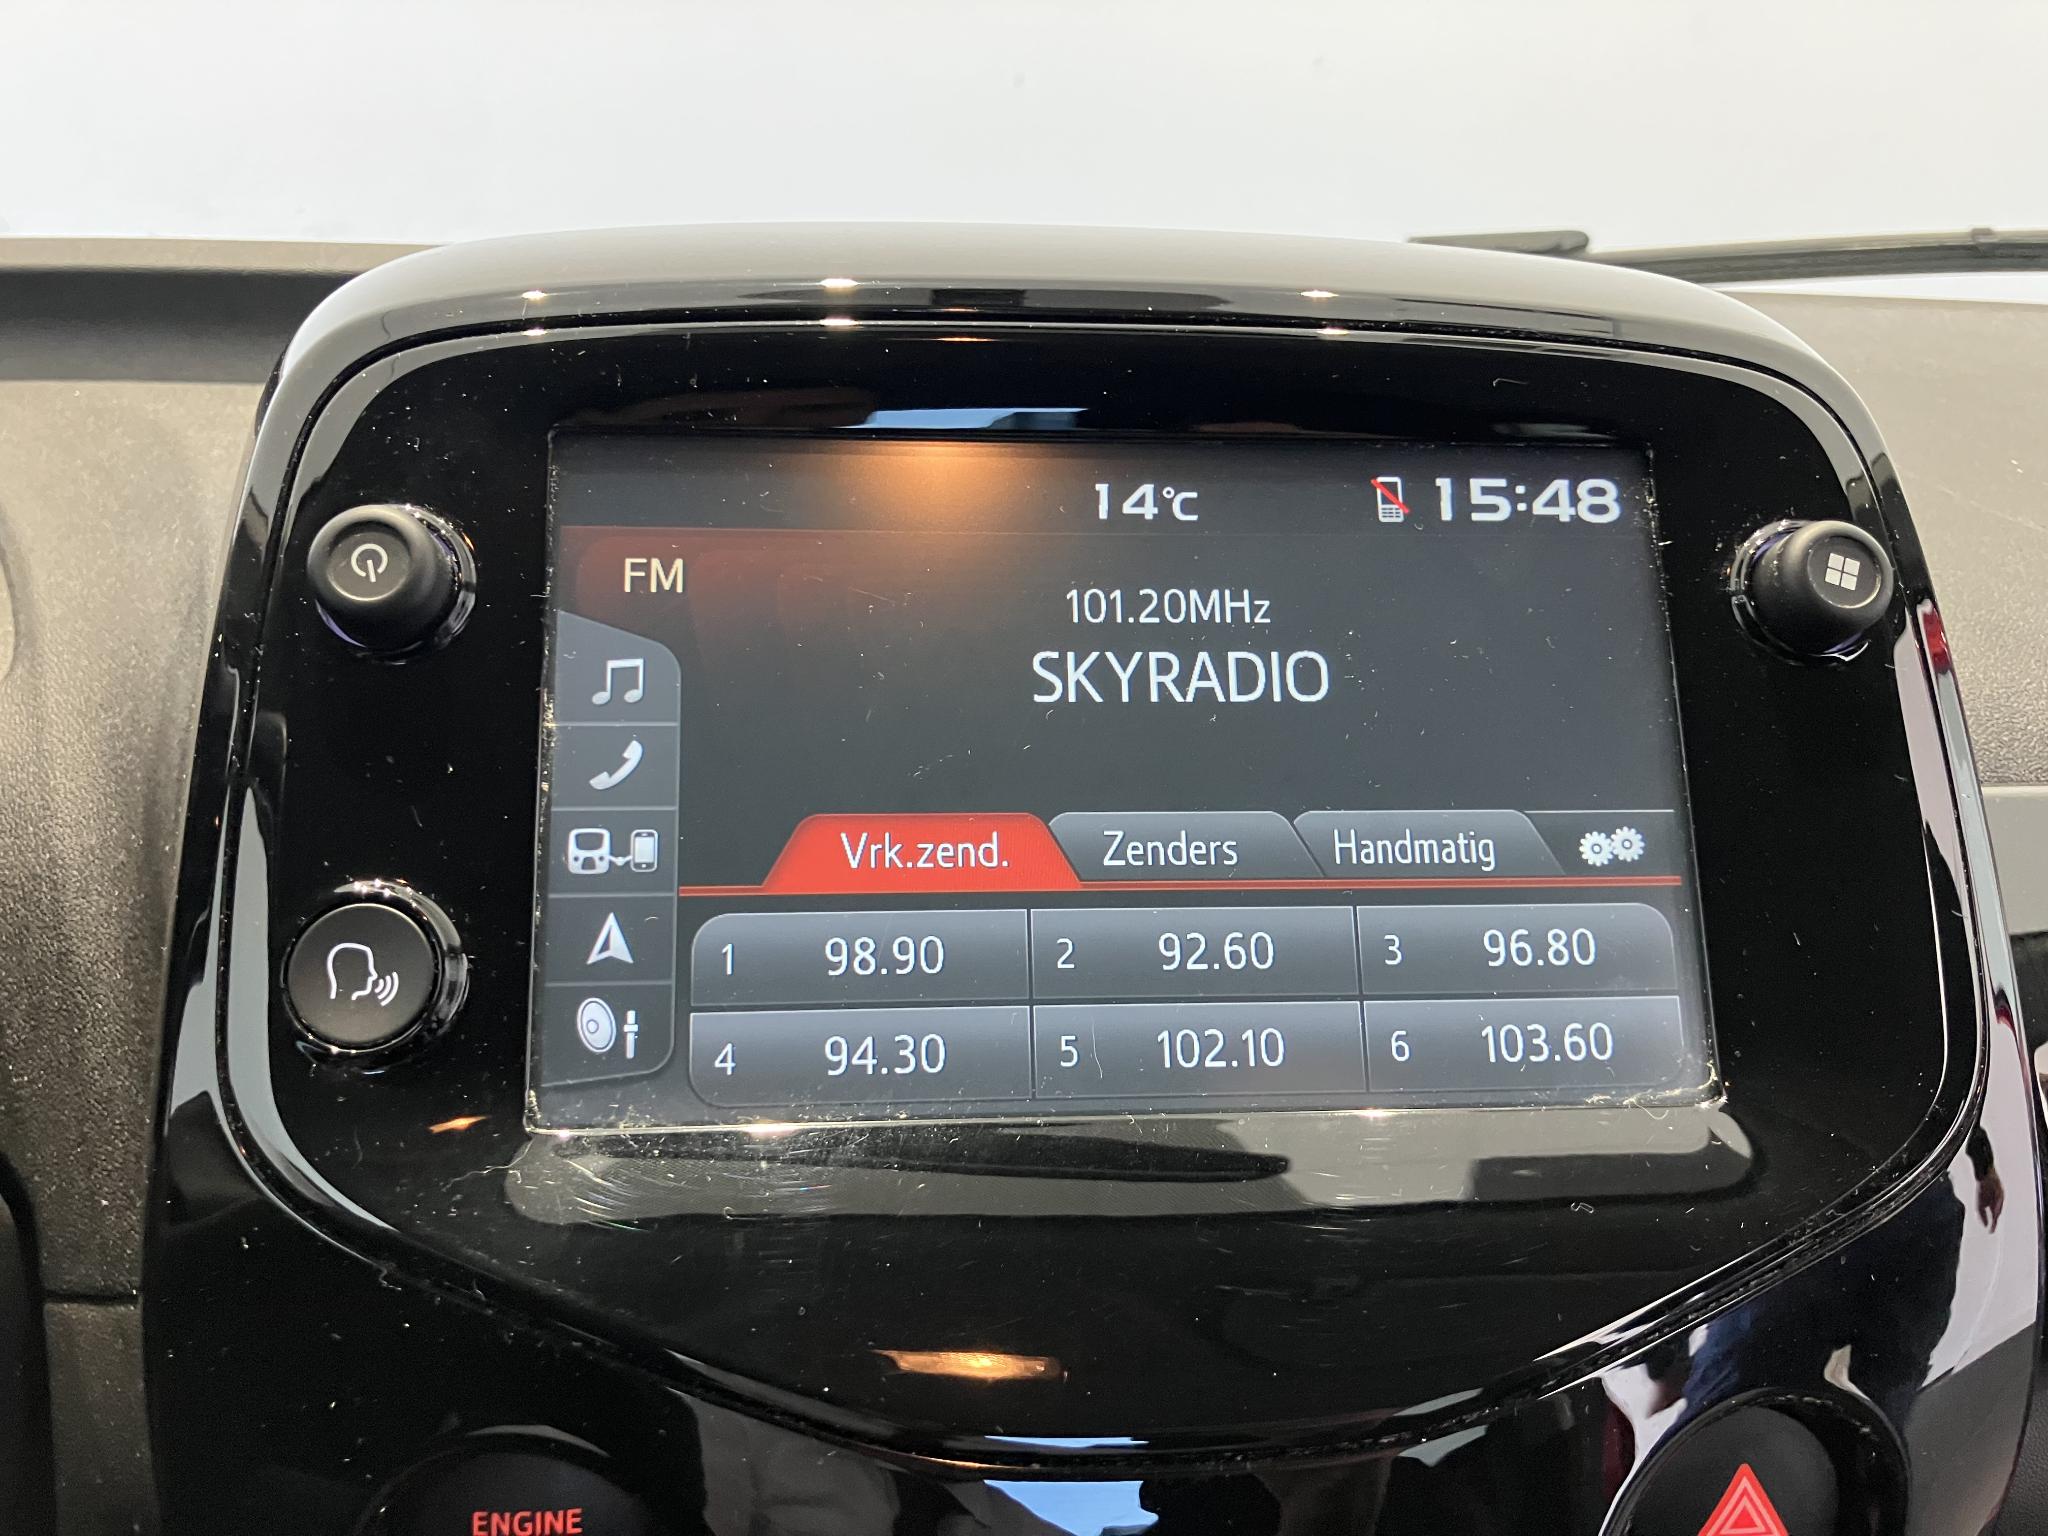 14°C 15:48
FM
101.20MHz
SKYRADIO
Vrk.zend. Zenders Handmatig
1 98.90 2 92.60 3 96.80
4 94.30 5 102.10 6 103.60
ENGINE